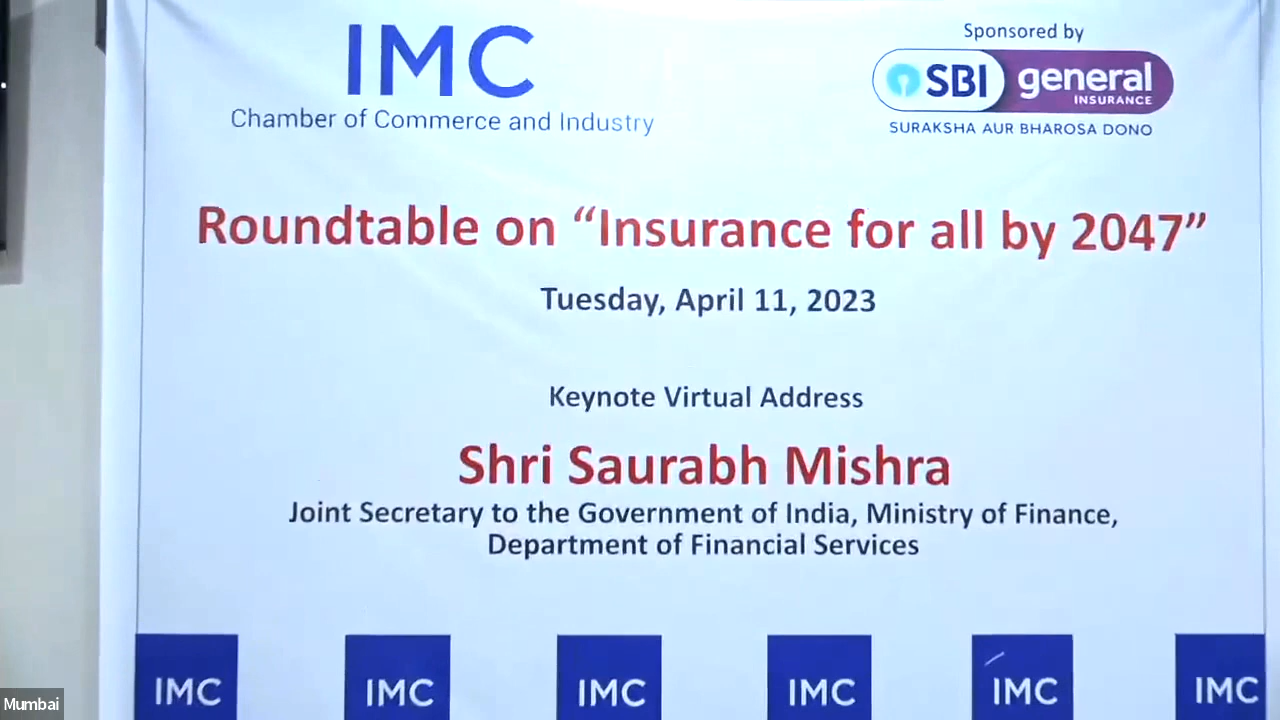 IMC
Chamber of Commerce and Industry
Sponsored by
SBI general
INSURANCE
SURAKSHA AUR BHAROSA DONO
Roundtable on “Insurance for all by 2047”
Tuesday, April 11, 2023
Keynote Virtual Address
Shri Saurabh Mishra
Joint Secretary to the Government of India, Ministry of Finance,
Department of Financial Services
IMC IMC IMC IMC IMC IMC
Mumbai